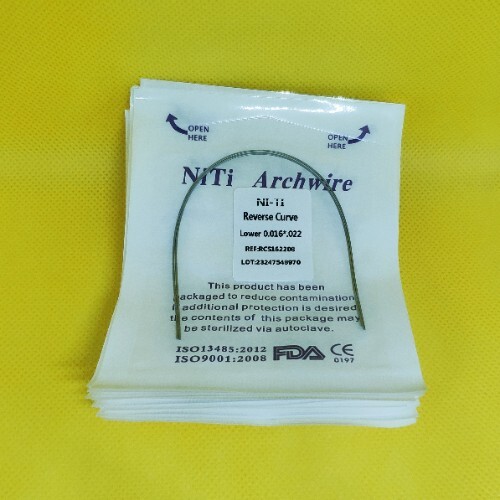 OPEN
HERE
OPEN
HERE
NiTi Archwire
NI-TI
Reverse Curve
Lower 0.016*.022
REF:RCS162200
LOT:23247549970
This product has been
packaged to reduce contamination
if additional protection is desired
the contents of this package may
be sterilized via autoclave.
ISO13485:2012
ISO9001:2008
FDA CE
0197